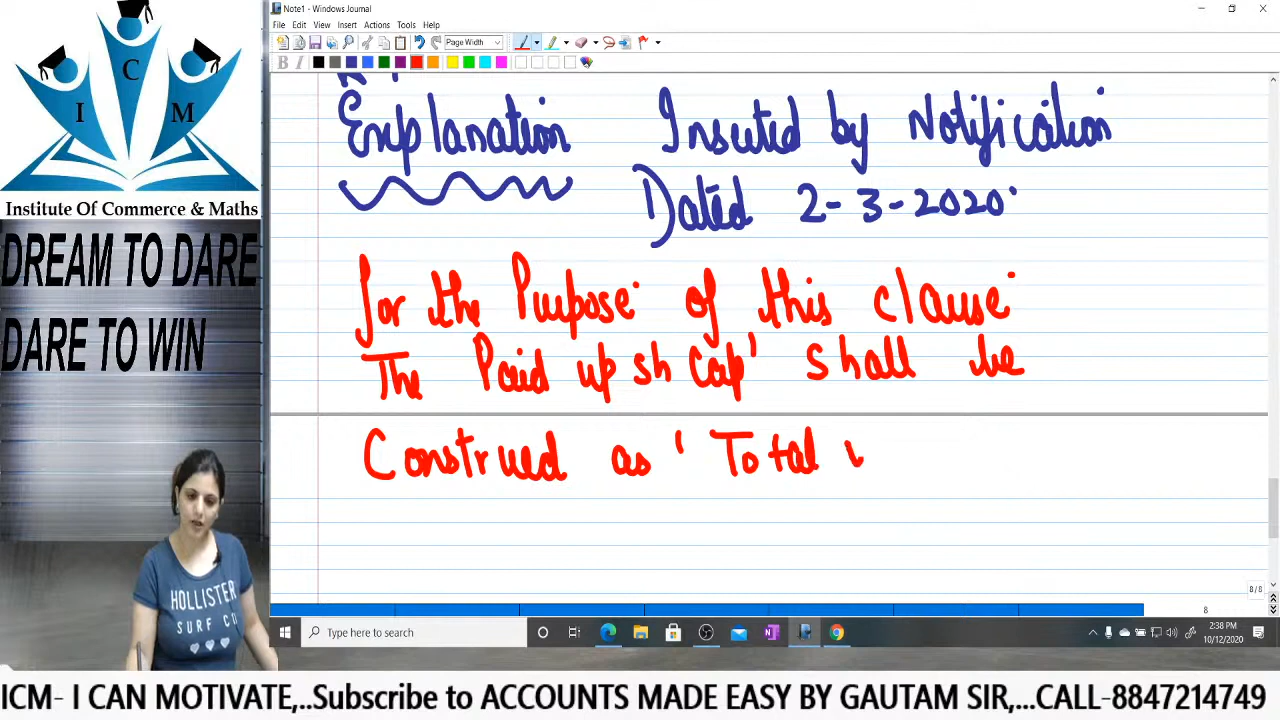 Note1 - Windows Journal
File Edit View Insert Actions Tools Help
Page Width
B I
C
I M
Institute Of Commerce & Maths
DREAM TO DARE
DARE TO WIN
Explanation Inserted by Notification
Dated 2-3-2020
for the Purpose of this clause
The Paid up sh cap' shall be
Construed as ' Total
HOLLISTER
SURF CO
8/8
8
Type here to search
2:38 PM
10/12/2020
ICM- I CAN MOTIVATE,..Subscribe to ACCOUNTS MADE EASY BY GAUTAM SIR,...CALL-8847214749